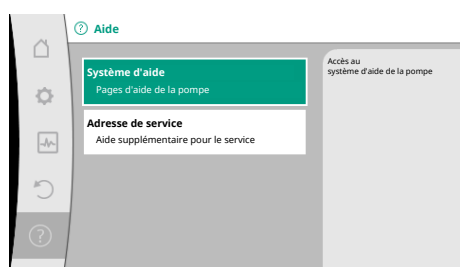 Aide
Système d'aide
Pages d'aide de la pompe
Adresse de service
Aide supplémentaire pour le service
Accès au
système d'aide de la pompe